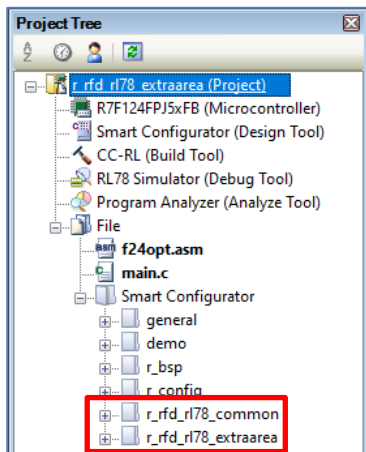 Project Tree
r_rfd_rl78_extraarea (Project)
R7F124FPJ5xFB (Microcontroller)
Smart Configurator (Design Tool)
CC-RL (Build Tool)
RL78 Simulator (Debug Tool)
Program Analyzer (Analyze Tool)
File
f24opt.asm
main.c
Smart Configurator
general
demo
r_bsp
r_config
r_rfd_rl78_common
r_rfd_rl78_extraarea